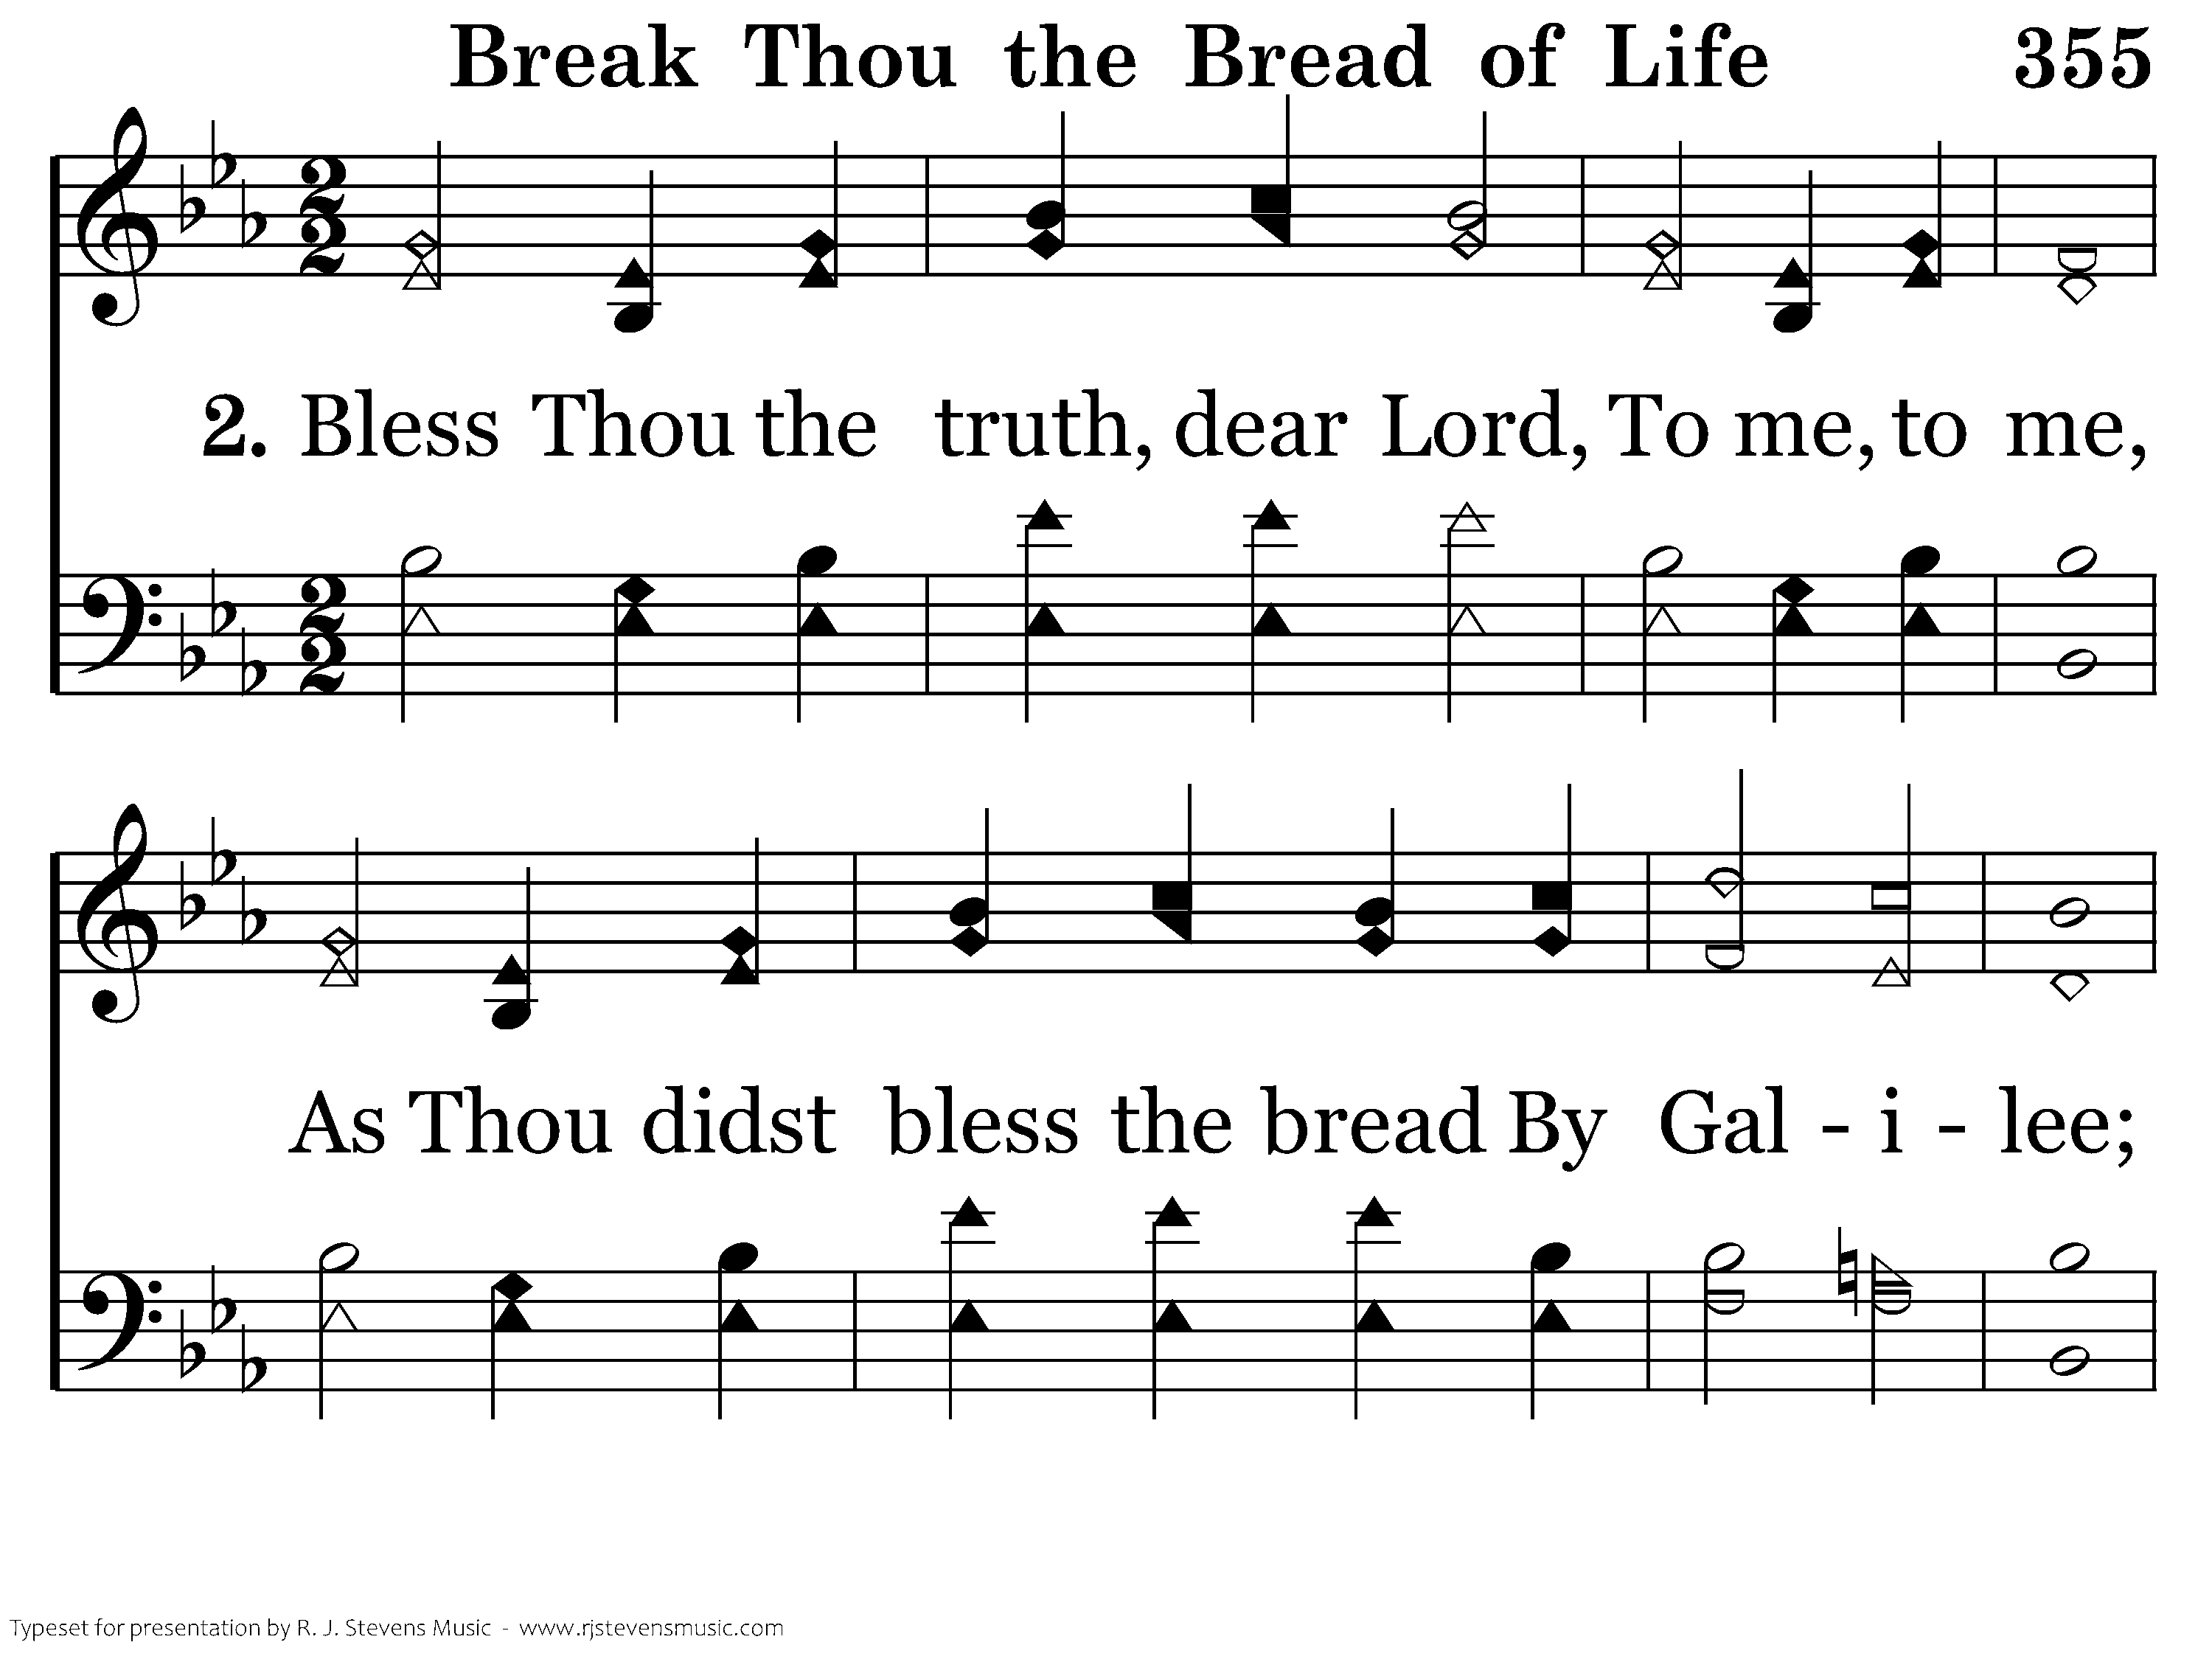 Break Thou the Bread of Life 355
2. Bless Thou the truth, dear Lord, To me, to me,
As Thou didst bless the bread By Gal - i - lee;
Typeset for presentation by R. J. Stevens Music - www.rjstevensmusic.com